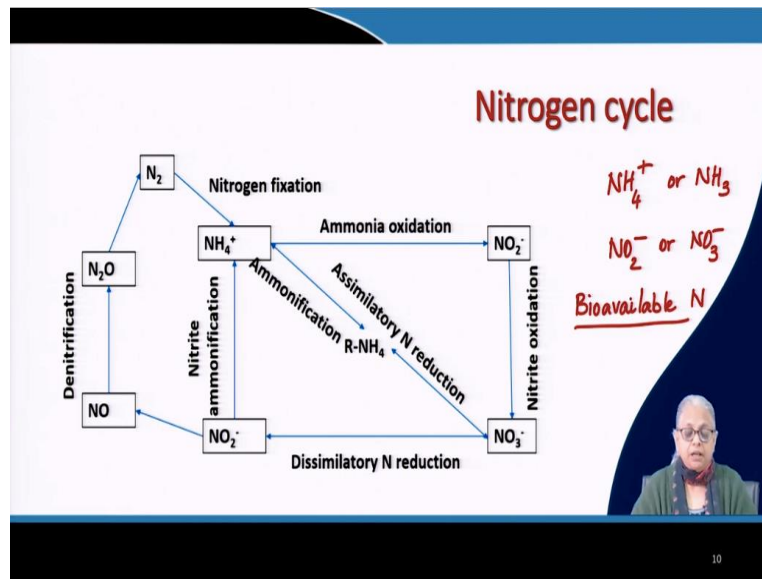 Nitrogen cycle
N₂
Nitrogen fixation
NH₄⁺ or NH₃
NH₄⁺
Ammonia oxidation
NO₂⁻
NO₂⁻ or NO₃⁻
N₂O
Bioavailable N
Denitrification
Nitrite
ammonification
Ammonification
Assimilatory N reduction
R-NH₄
Nitrite oxidation
NO
NO₂⁻
NO₃⁻
Dissimilatory N reduction
10